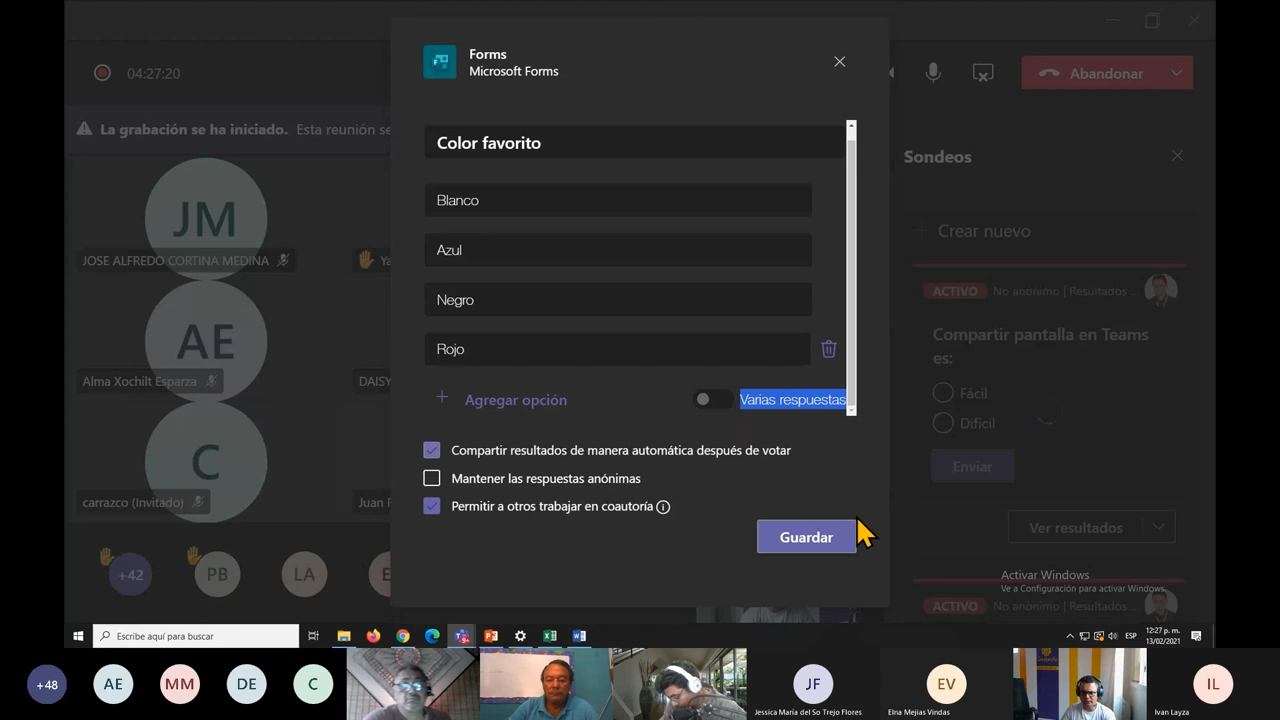 Forms
Microsoft Forms
04:27:20
Abandonar
La grabación se ha iniciado. Esta reunión se
Color favorito
Sondeos
JM
Blanco
Crear nuevo
JOSE ALFREDO CORTINA MEDINA
Ya
Azul
ACTIVO No anónimo | Resultados ...
Negro
Compartir pantalla en Teams
es:
AE
Rojo
Alma Xochilt Esparza
DAISY
Fácil
Agregar opción
Varias respuestas
Difícil
Compartir resultados de manera automática después de votar
C
Enviar
Mantener las respuestas anónimas
carrazco (Invitado)
Juan F
Permitir a otros trabajar en coautoría
Ver resultados
Guardar
+42
PB
LA
E
Activar Windows
Ve a Configuración para activar Windows.
ACTIVO No anónimo | Resultados ...
Escribe aquí para buscar
9+
ESP
12:27 p. m.
13/02/2021
+48
AE
MM
DE
C
JF
EV
IL
Jessica María del So Trejo Flores
Elna Mejias Vindas
Ivan Layza